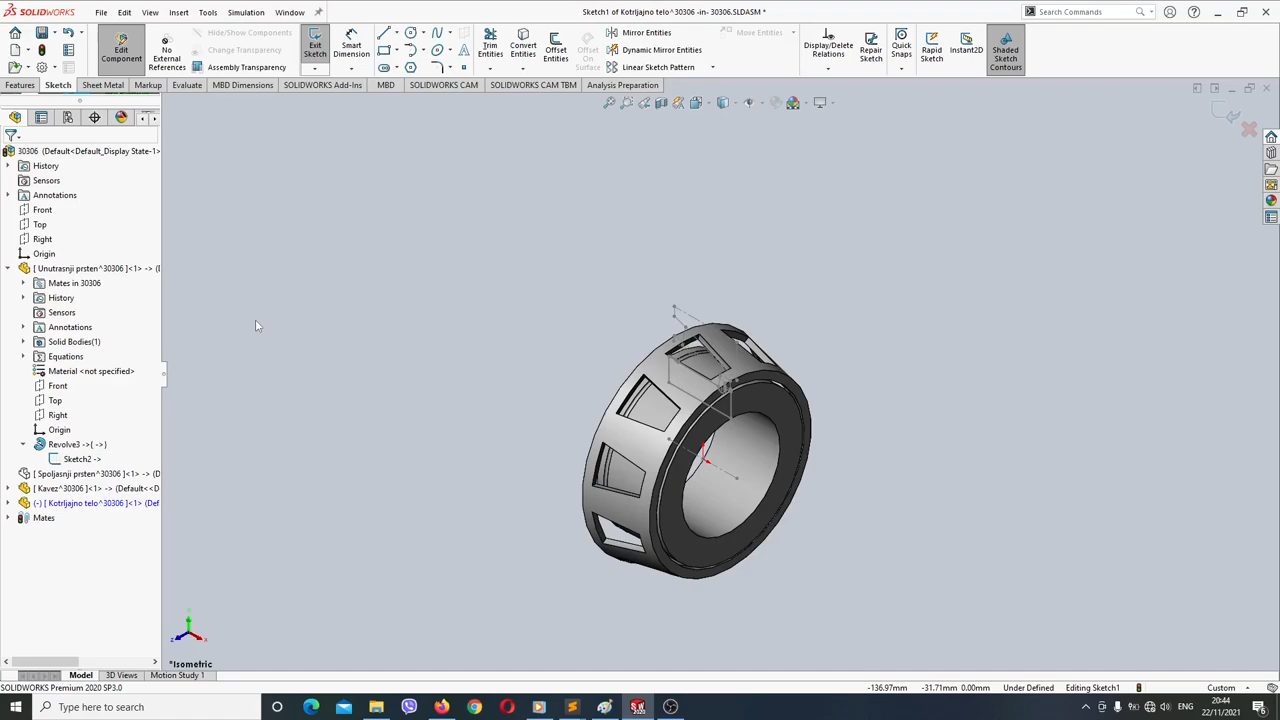 SOLIDWORKS
File
Edit
View
Insert
Tools
Simulation
Window
Sketch1 of Kotrljajno telo^30306 -in- 30306.SLDASM *
Search Commands
Edit Component
No External References
Hide/Show Components
Change Transparency
Assembly Transparency
Exit Sketch
Smart Dimension
Trim Entities
Convert Entities
Offset Entities
Offset On Surface
Mirror Entities
Dynamic Mirror Entities
Linear Sketch Pattern
Move Entities
Display/Delete Relations
Repair Sketch
Quick Snaps
Rapid Sketch
Instant2D
Shaded Sketch Contours
Features
Sketch
Sheet Metal
Markup
Evaluate
MBD Dimensions
SOLIDWORKS Add-Ins
MBD
SOLIDWORKS CAM
SOLIDWORKS CAM TBM
Analysis Preparation
30306 (Default<Default_Display State-1>
History
Sensors
Annotations
Front
Top
Right
Origin
[ Unutrasnji prsten^30306 ]<1> -> (D
Mates in 30306
History
Sensors
Annotations
Solid Bodies(1)
Equations
Material <not specified>
Front
Top
Right
Origin
Revolve3 ->{ ->}
Sketch2 ->
[ Spoljasnji prsten^30306 ]<1> -> (D
[ Kavez^30306 ]<1> -> (Default<<D
(-) [ Kotrljajno telo^30306 ]<1> (Def
Mates
*Isometric
Model
3D Views
Motion Study 1
SOLIDWORKS Premium 2020 SP3.0
-136.97mm
-31.71mm 0.00mm
Under Defined
Editing Sketch1
Custom
Type here to search
ENG
20:44
22/11/2021